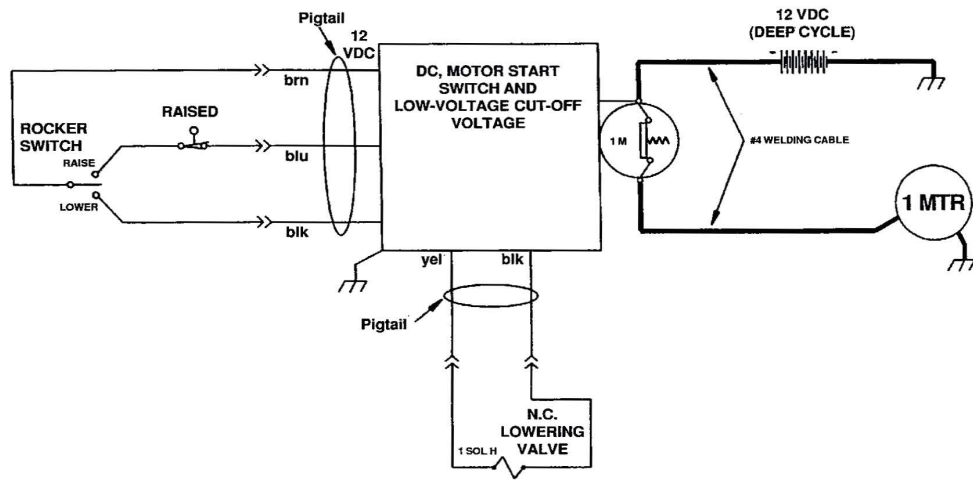 Pigtail
12
VDC
brn
RAISED
ROCKER
SWITCH
RAISE
LOWER
blu
blk
DC, MOTOR START
SWITCH AND
LOW-VOLTAGE CUT-OFF
VOLTAGE
1 M
12 VDC
(DEEP CYCLE)
#4 WELDING CABLE
1 MTR
yel
blk
Pigtail
N.C.
LOWERING
VALVE
1 SOL H